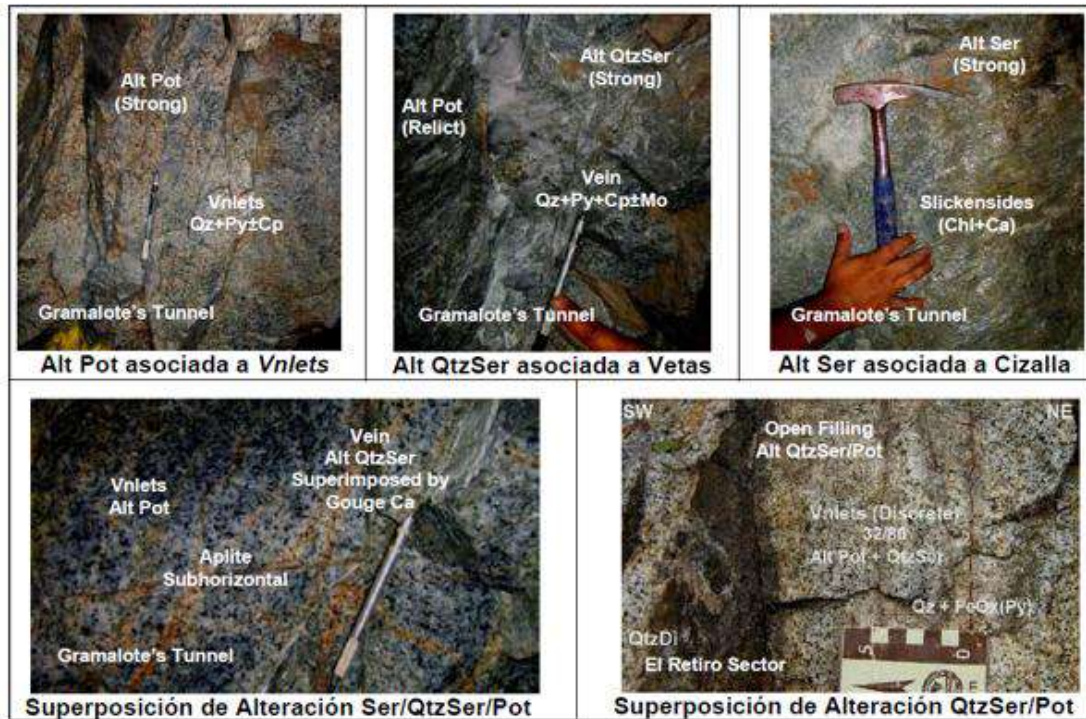 Alt Pot
(Strong)
Vnlets
Qz+Py±Cp
Gramalote's Tunnel
Alt Pot asociada a Vnlets
Alt QtzSer
(Strong)
Alt Pot
(Relict)
Vein
Qz+Py+Cp±Mo
Gramalote's Tunnel
Alt QtzSer asociada a Vetas
Alt Ser
(Strong)
Slickensides
(Chl+Ca)
Gramalote's Tunnel
Alt Ser asociada a Cizalla
Vein
Alt QtzSer
Superimposed by
Gouge Ca
Vnlets
Alt Pot
Aplite
Subhorizontal
Gramalote's Tunnel
Superposición de Alteración Ser/QtzSer/Pot
SW
NE
Open Filling
Alt QtzSer/Pot
Vnlets (Discrete)
32/86
Alt Pot + QtzSer
Qz + FeOx(Py)
QtzDi
El Retiro Sector
Superposición de Alteración QtzSer/Pot